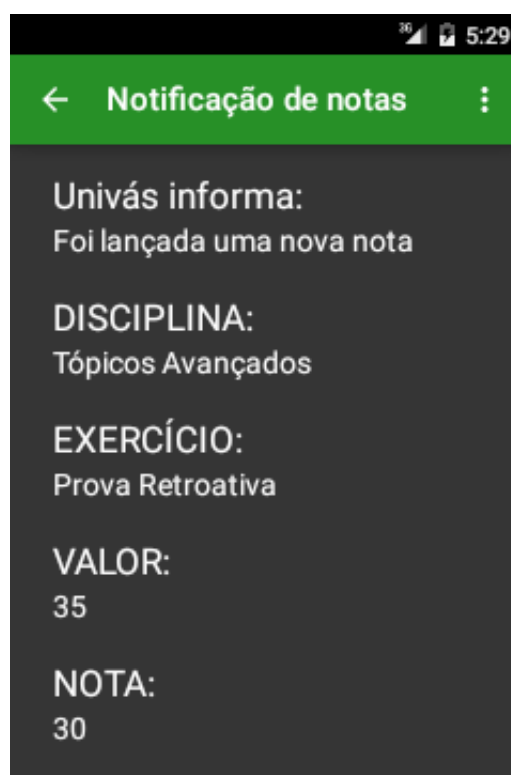 3G 5:29
Notificação de notas
Univás informa:
Foi lançada uma nova nota
DISCIPLINA:
Tópicos Avançados
EXERCÍCIO:
Prova Retroativa
VALOR:
35
NOTA:
30